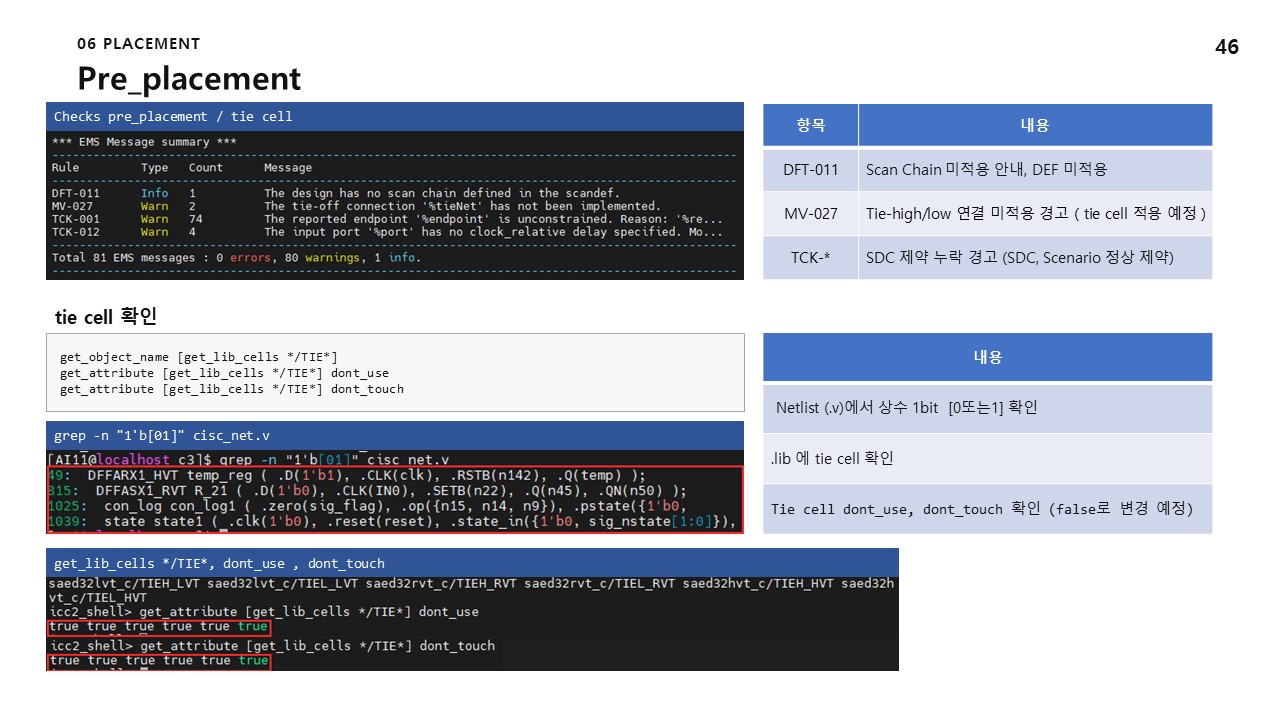 06 PLACEMENT
46
Pre_placement
Checks pre_placement / tie cell
*** EMS Message summary ***
Rule Type Count Message
DFT-011 Info 1 The design has no scan chain defined in the scandef.
MV-027 Warn 2 The tie-off connection '%tieNet' has not been implemented.
TCK-001 Warn 74 The reported endpoint '%endpoint' is unconstrained. Reason: '%re...
TCK-012 Warn 4 The input port '%port' has no clock_relative delay specified. Mo...
Total 81 EMS messages : 0 errors, 80 warnings, 1 info.
항목 내용
DFT-011 Scan Chain 미적용 안내, DEF 미적용
MV-027 Tie-high/low 연결 미적용 경고 ( tie cell 적용 예정 )
TCK-* SDC 제약 누락 경고 (SDC, Scenario 정상 제약)
tie cell 확인
get_object_name [get_lib_cells */TIE*]
get_attribute [get_lib_cells */TIE*] dont_use
get_attribute [get_lib_cells */TIE*] dont_touch
grep -n "1'b[01]" cisc_net.v
[AI11@localhost c3]$ grep -n "1'b[01]" cisc_net.v
49: DFFARX1_HVT temp_reg ( .D(1'b1), .CLK(clk), .RSTB(n142), .Q(temp) );
815: DFFASX1_RVT R_21 ( .D(1'b0), .CLK(IN0), .SETB(n22), .Q(n45), .QN(n50) );
1025: con_log con_log1 ( .zero(sig_flag), .op({n15, n14, n9}), .pstate({1'b0,
1039: state state1 ( .clk(1'b0), .reset(reset), .state_in({1'b0, sig_nstate[1:0]}),
내용
Netlist (.v)에서 상수 1bit [0또는1] 확인
.lib 에 tie cell 확인
Tie cell dont_use, dont_touch 확인 (false로 변경 예정)
get_lib_cells */TIE*, dont_use , dont_touch
saed32lvt_c/TIEH_LVT saed32lvt_c/TIEL_LVT saed32rvt_c/TIEH_RVT saed32rvt_c/TIEL_RVT saed32hvt_c/TIEH_HVT saed32h
vt_c/TIEL_HVT
icc2_shell> get_attribute [get_lib_cells */TIE*] dont_use
true true true true true true
icc2_shell> get_attribute [get_lib_cells */TIE*] dont_touch
true true true true true true